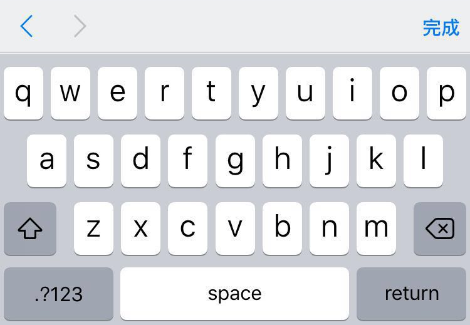 完成
q w e r t y u i o p
a s d f g h j k l
z x c v b n m
.?123 space return